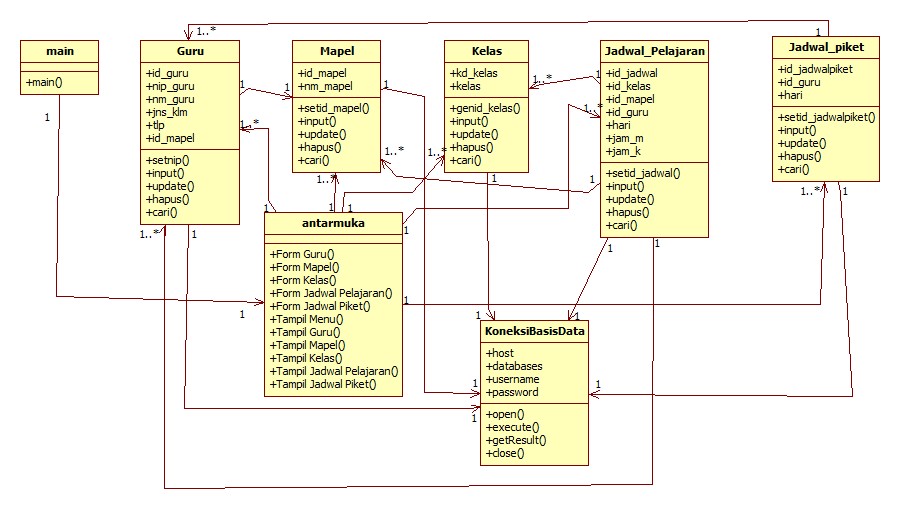 main
+main()
1
Guru
+id_guru
+nip_guru
+nm_guru
+jns_klm
+tlp
+id_mapel
+setnip()
+input()
+update()
+hapus()
+cari()
1..*
1
1..*
1..*
1
Mapel
+id_mapel
+nm_mapel
+setid_mapel()
+input()
+update()
+hapus()
+cari()
1
1
1..*
1..*
Kelas
+kd_kelas
+kelas
+genid_kelas()
+input()
+update()
+hapus()
+cari()
1..*
1..*
1
Jadwal_Pelajaran
+id_jadwal
+id_kelas
+id_mapel
+id_guru
+hari
+jam_m
+jam_k
+setid_jadwal()
+input()
+update()
+hapus()
+cari()
1
1..*
1
1
1
1
Jadwal_piket
+id_jadwalpiket
+id_guru
+hari
+setid_jadwalpiket()
+input()
+update()
+hapus()
+cari()
1..*
1
antarmuka
+Form Guru()
+Form Mapel()
+Form Kelas()
+Form Jadwal Pelajaran()
+Form Jadwal Piket()
+Tampil Menu()
+Tampil Guru()
+Tampil Mapel()
+Tampil Kelas()
+Tampil Jadwal Pelajaran()
+Tampil Jadwal Piket()
1
1
1
1
1
1
KoneksiBasisData
+host
+databases
+username
+password
+open()
+execute()
+getResult()
+close()
1
1
1
1
1